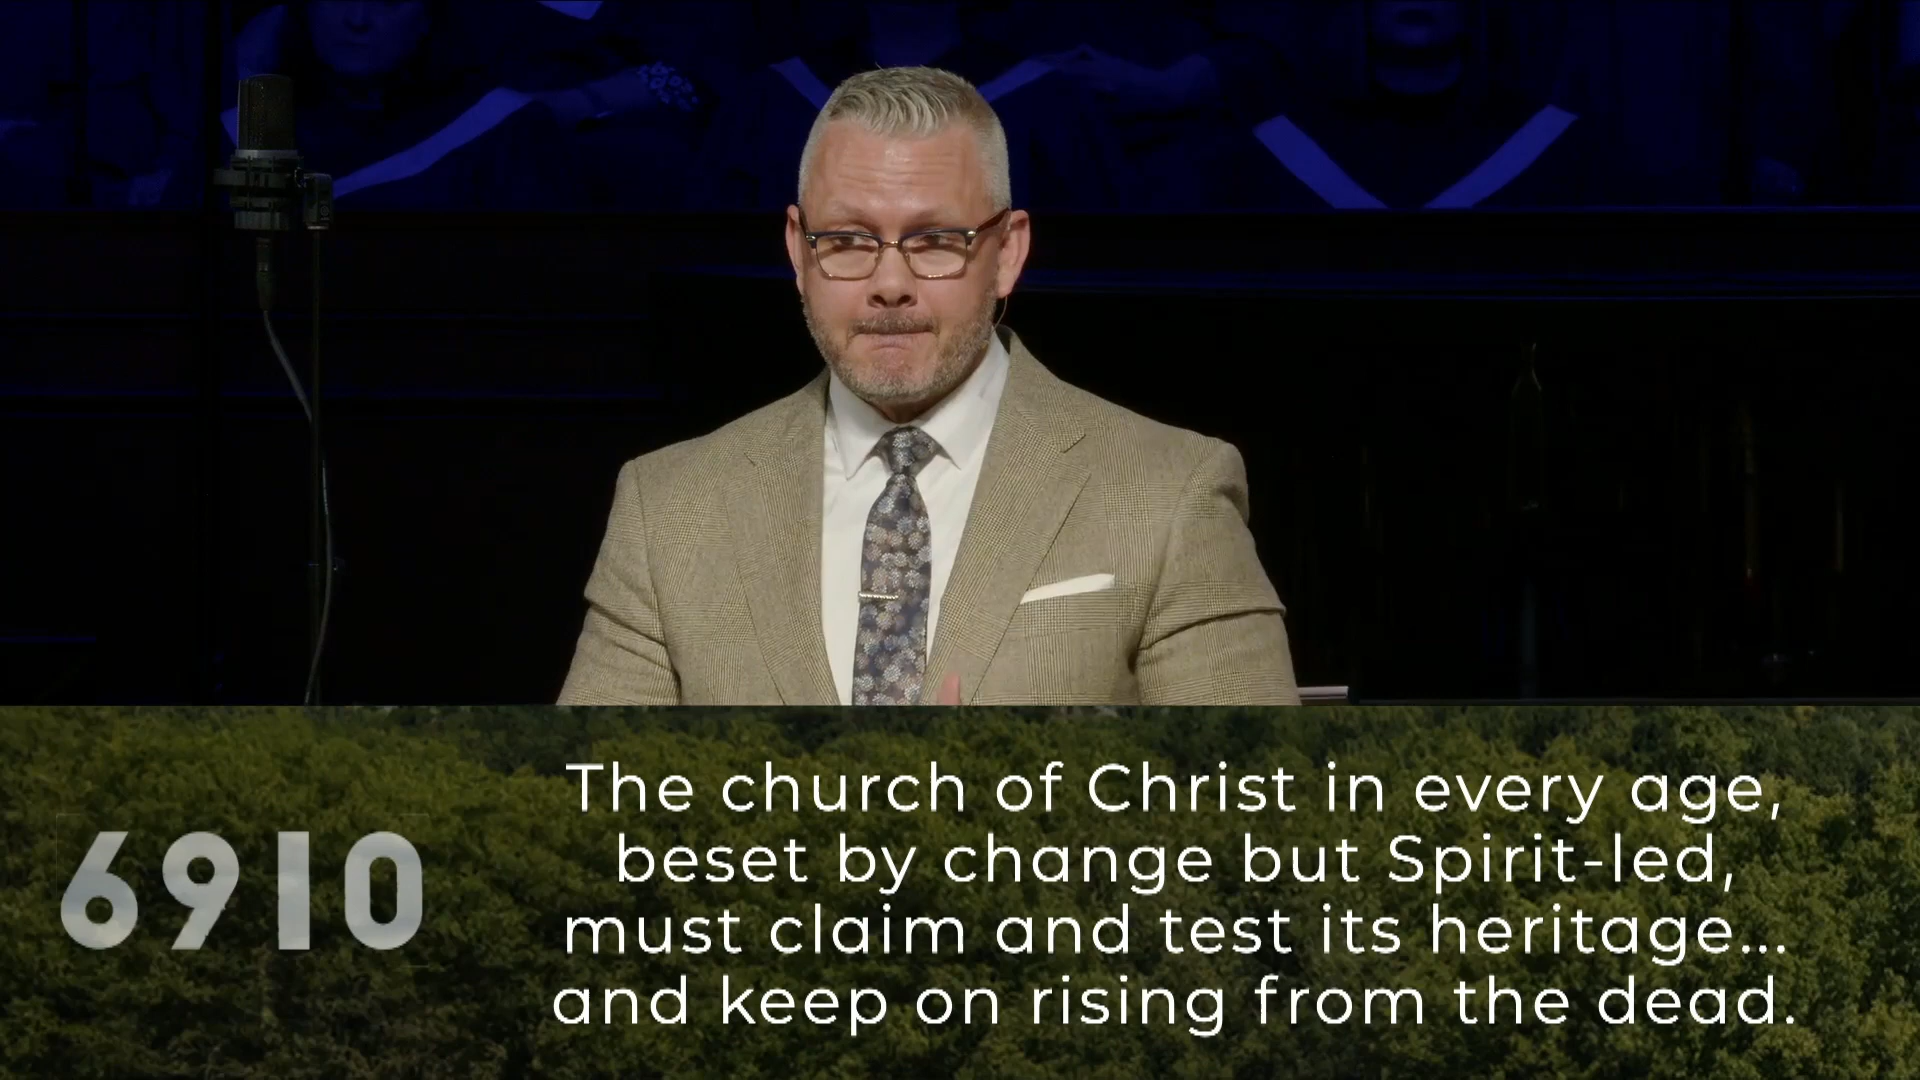 6910
The church of Christ in every age,
beset by change but Spirit-led,
must claim and test its heritage...
and keep on rising from the dead.